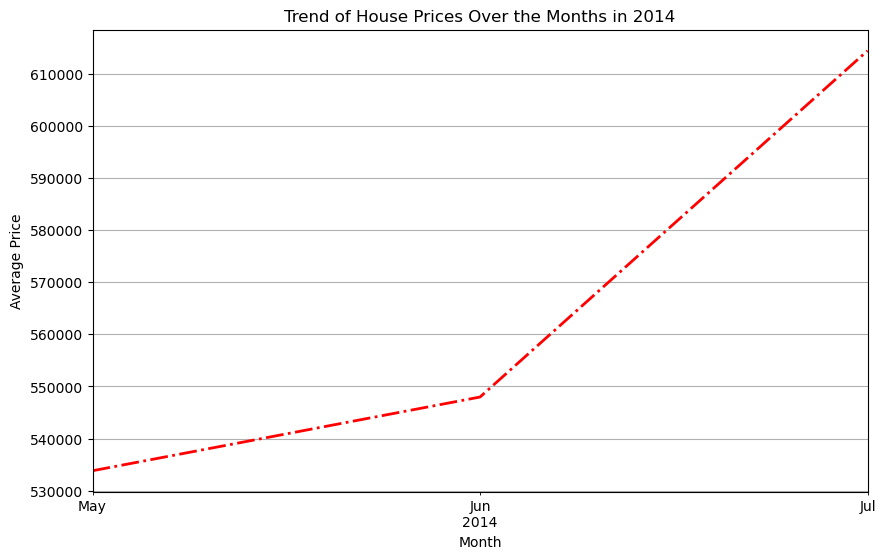 Trend of House Prices Over the Months in 2014
Average Price
610000
600000
590000
580000
570000
560000
550000
540000
530000
May
Jun
Jul
2014
Month